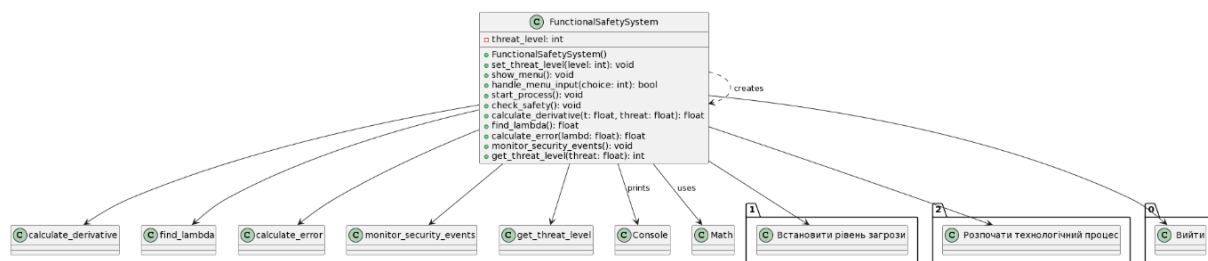 C FunctionalSafetySystem
threat_level: int
FunctionalSafetySystem()
set_threat_level(level: int): void
show_menu(): void
handle_menu_input(choice: int): bool
start_process(): void
check_safety(): void
calculate_derivative(t: float, threat: float): float
find_lambda(): float
calculate_error(lambd: float): float
monitor_security_events(): void
get_threat_level(threat: float): int
creates
prints
uses
1
2
0
C calculate_derivative
C find_lambda
C calculate_error
C monitor_security_events
C get_threat_level
C Console
C Math
C Встановити рівень загрози
C Розпочати технологічний процес
C Вийти